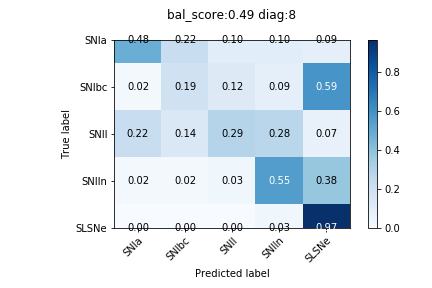 bal_score:0.49 diag:8
SNIa 0.48 0.22 0.10 0.10 0.09
SNIbc 0.02 0.19 0.12 0.09 0.59
SNII 0.22 0.14 0.29 0.28 0.07
SNIIn 0.02 0.02 0.03 0.55 0.38
SLSNe 0.00 0.00 0.00 0.03 0.97
SNIa SNIbc SNII SNIIn SLSNe
True label
Predicted label
0.8
0.6
0.4
0.2
0.0